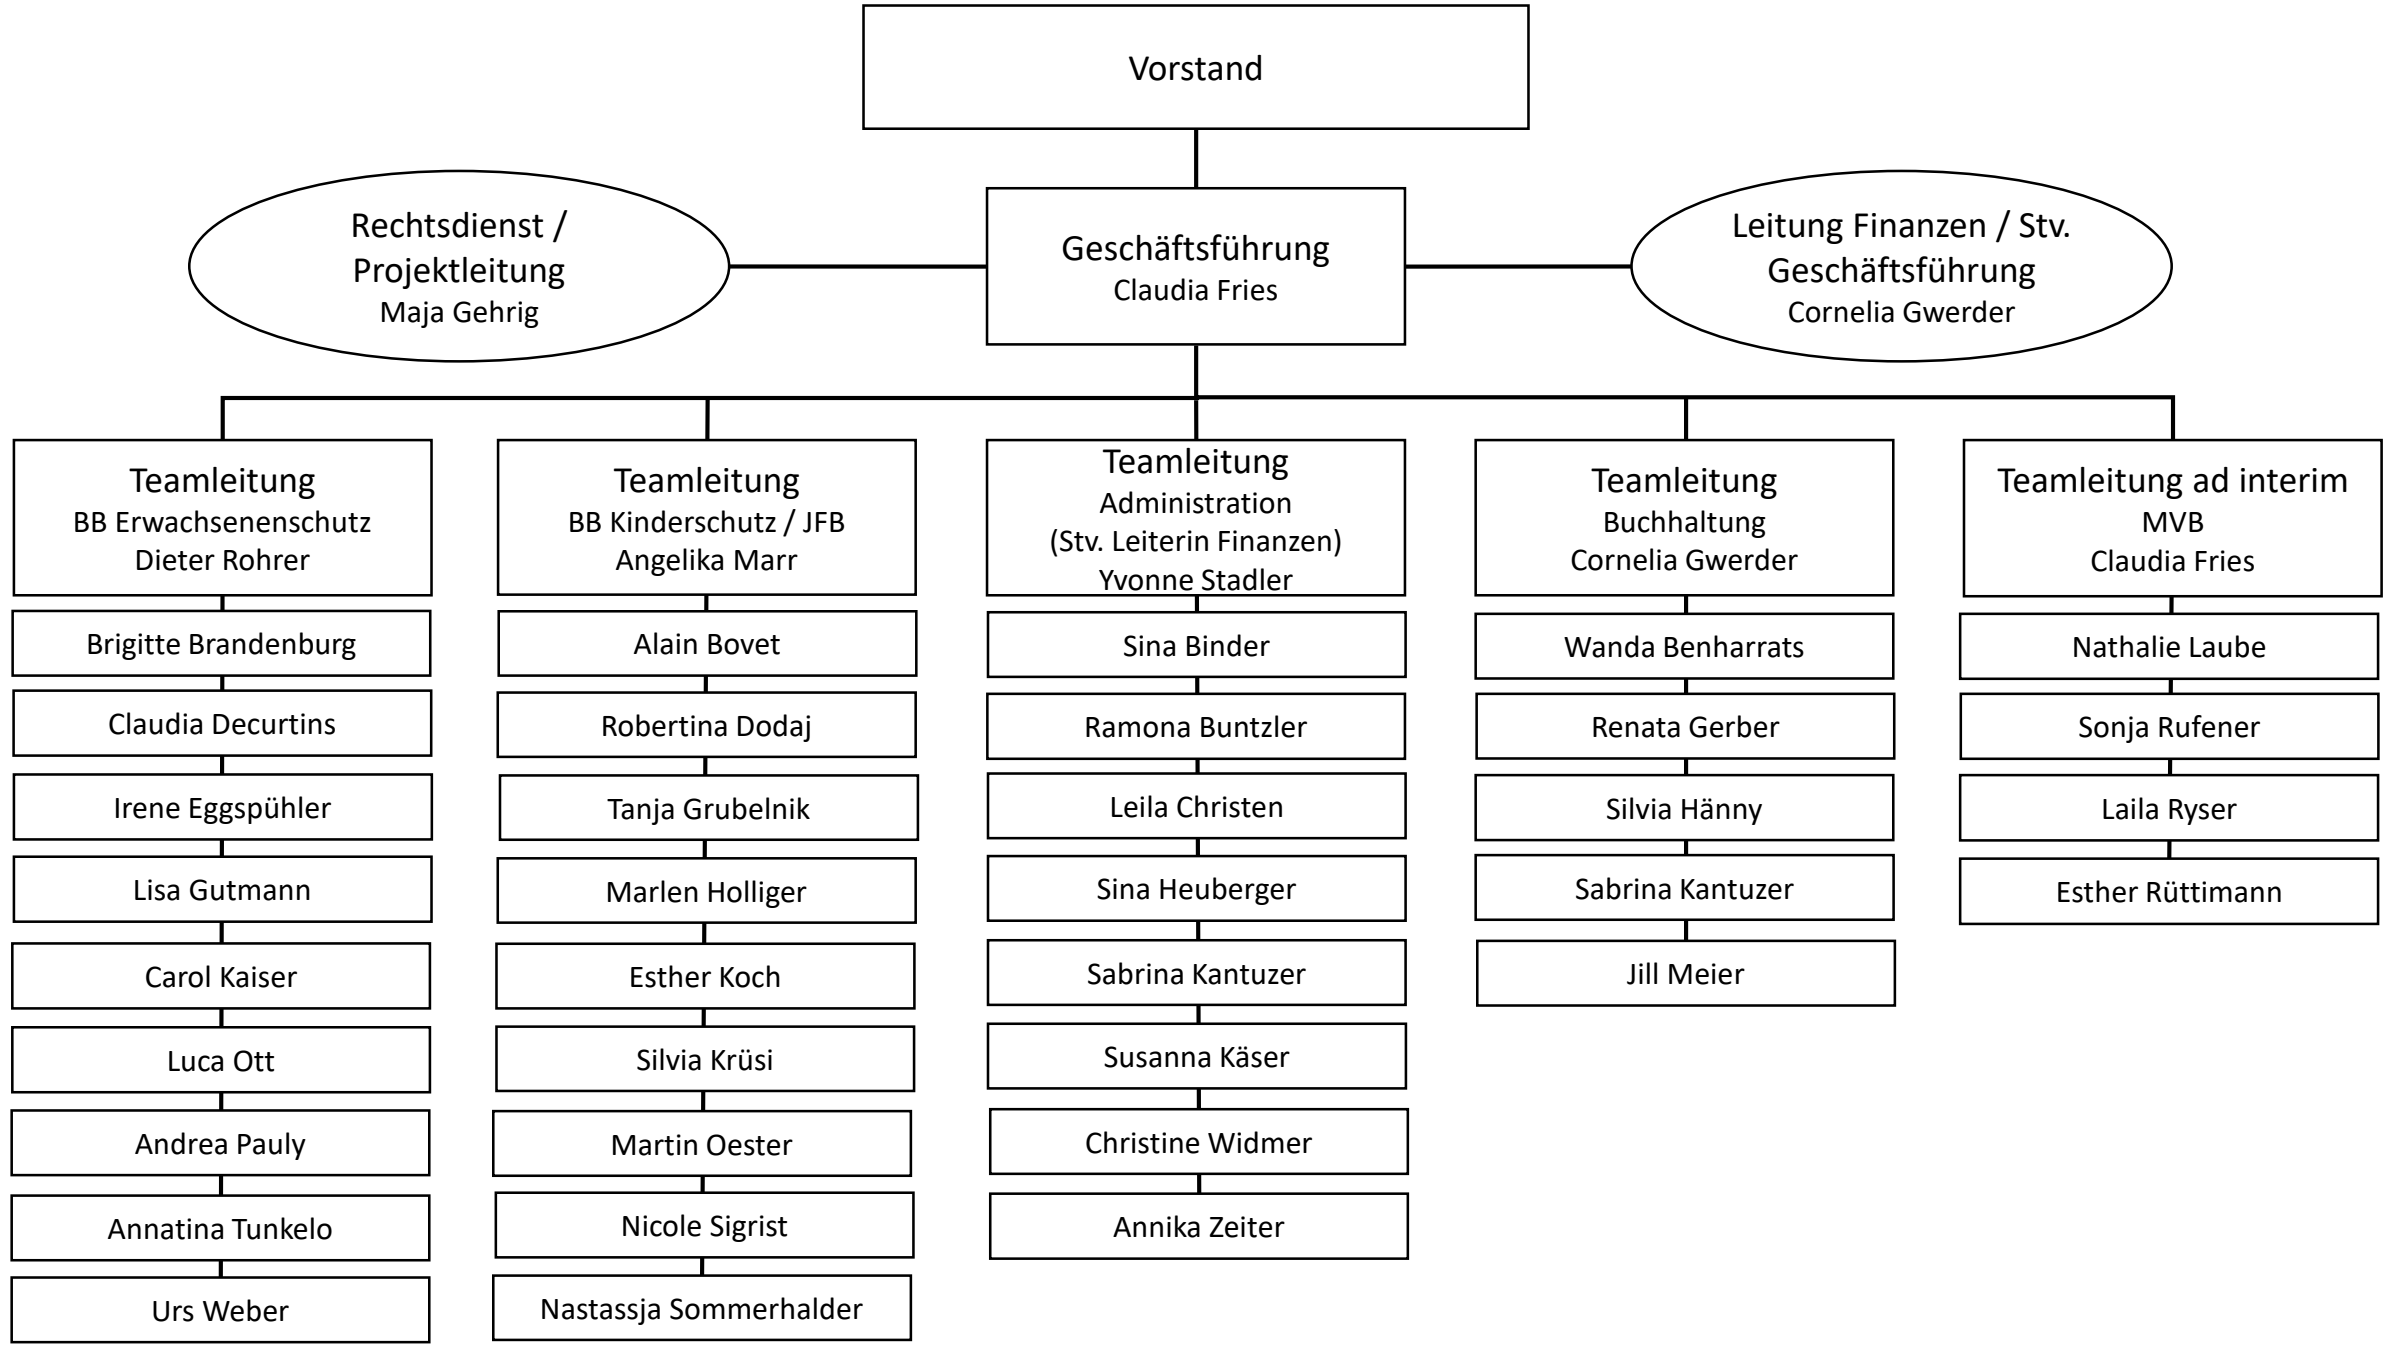 Vorstand
Rechtsdienst /
Projektleitung
Maja Gehrig
Geschäftsführung
Claudia Fries
Leitung Finanzen / Stv.
Geschäftsführung
Cornelia Gwerder
Teamleitung
BB Erwachsenenschutz
Dieter Rohrer
Brigitte Brandenburg
Claudia Decurtins
Irene Eggspühler
Lisa Gutmann
Carol Kaiser
Luca Ott
Andrea Pauly
Annatina Tunkelo
Urs Weber
Teamleitung
BB Kinderschutz / JFB
Angelika Marr
Alain Bovet
Robertina Dodaj
Tanja Grubelnik
Marlen Holliger
Esther Koch
Silvia Krüsi
Martin Oester
Nicole Sigrist
Nastassja Sommerhalder
Teamleitung
Administration
(Stv. Leiterin Finanzen)
Yvonne Stadler
Sina Binder
Ramona Buntzler
Leila Christen
Sina Heuberger
Sabrina Kantuzer
Susanna Käser
Christine Widmer
Annika Zeiter
Teamleitung
Buchhaltung
Cornelia Gwerder
Wanda Benharrats
Renata Gerber
Silvia Hänny
Sabrina Kantuzer
Jill Meier
Teamleitung ad interim
MVB
Claudia Fries
Nathalie Laube
Sonja Rufener
Laila Ryser
Esther Rüttimann